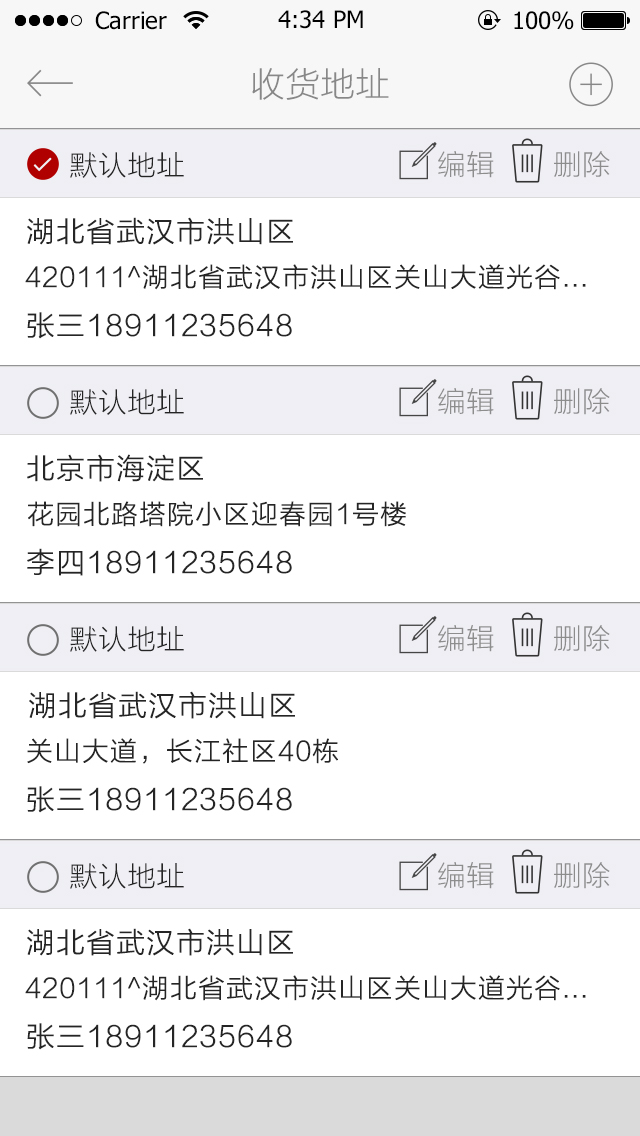 Carrier 4:34 PM 100%
收货地址
默认地址 编辑 删除
湖北省武汉市洪山区
420111^湖北省武汉市洪山区关山大道光谷...
张三18911235648
默认地址 编辑 删除
北京市海淀区
花园北路塔院小区迎春园1号楼
李四18911235648
默认地址 编辑 删除
湖北省武汉市洪山区
关山大道，长江社区40栋
张三18911235648
默认地址 编辑 删除
湖北省武汉市洪山区
420111^湖北省武汉市洪山区关山大道光谷...
张三18911235648